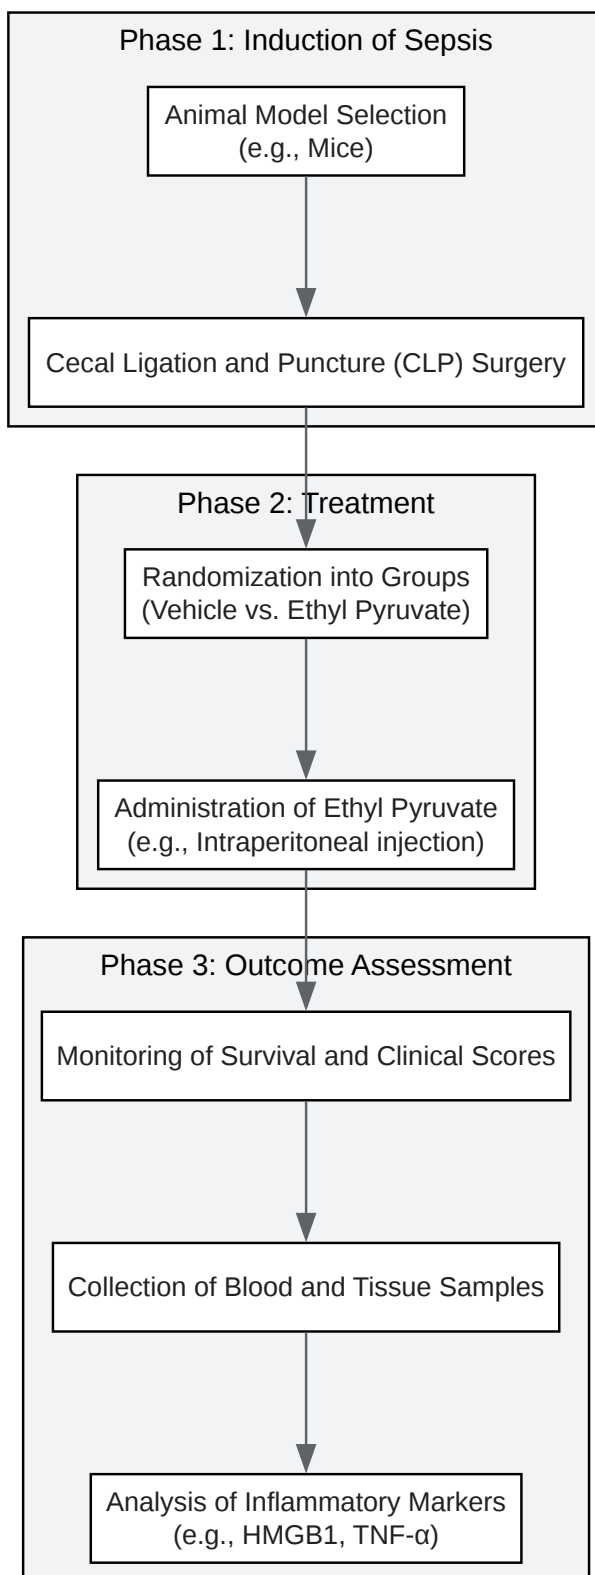 Phase 1: Induction of Sepsis
Animal Model Selection
(e.g., Mice)
Cecal Ligation and Puncture (CLP) Surgery
Phase 2: Treatment
Randomization into Groups
(Vehicle vs. Ethyl Pyruvate)
Administration of Ethyl Pyruvate
(e.g., Intraperitoneal injection)
Phase 3: Outcome Assessment
Monitoring of Survival and Clinical Scores
Collection of Blood and Tissue Samples
Analysis of Inflammatory Markers
(e.g., HMGB1, TNF-α)